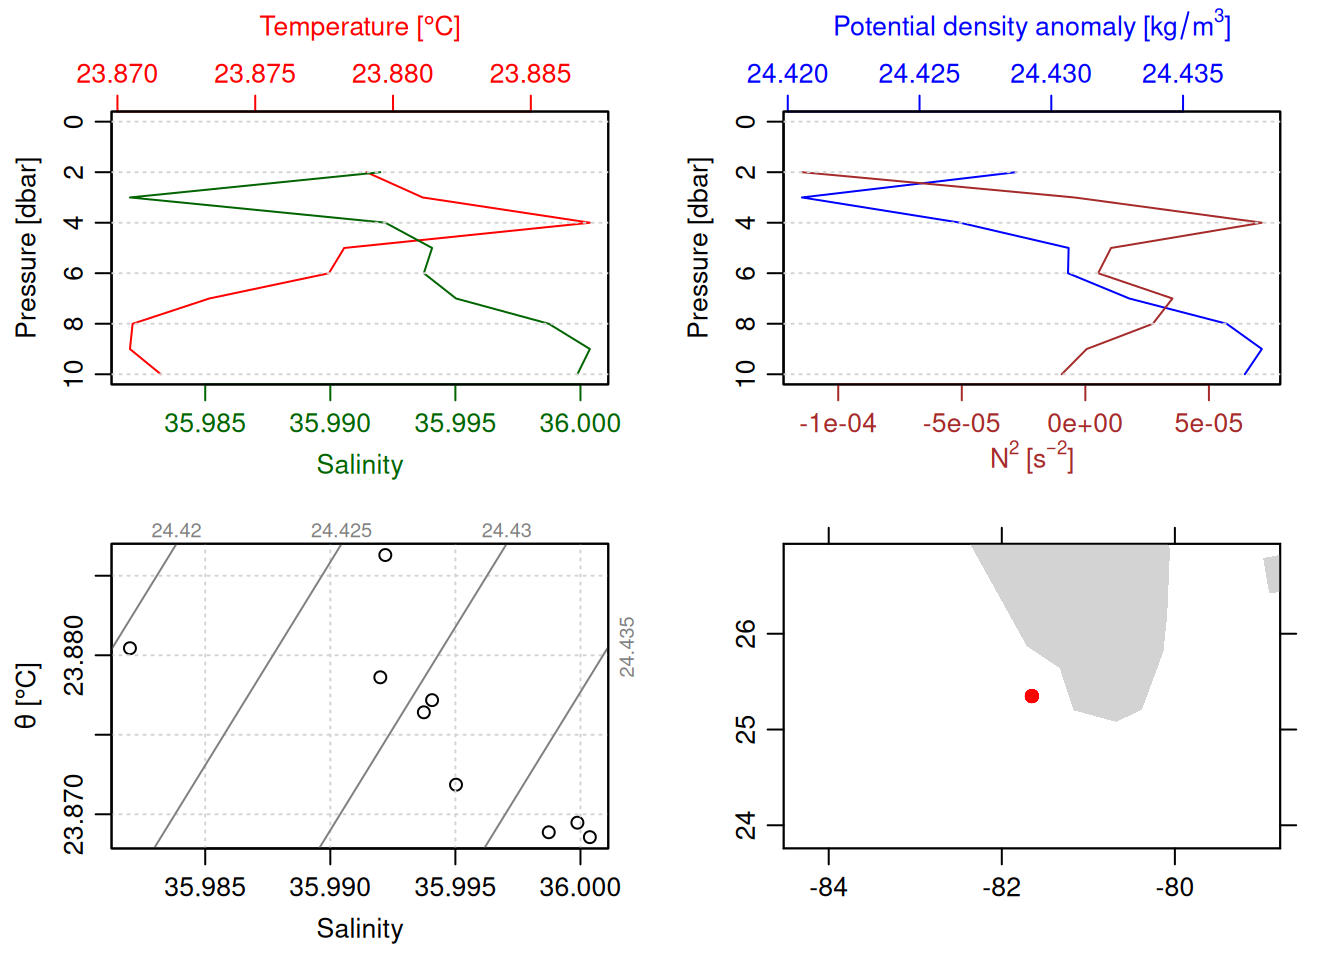 Temperature [°C]
23.870 23.875 23.880 23.885
Pressure [dbar]
0
2
4
6
8
10
35.985 35.990 35.995 36.000
Salinity
Potential density anomaly [kg/m³]
24.420 24.425 24.430 24.435
Pressure [dbar]
0
2
4
6
8
10
-1e-04 -5e-05 0e+00 5e-05
N² [s⁻²]
24.42 24.425 24.43
24.435
θ [°C]
23.880
23.870
35.985 35.990 35.995 36.000
Salinity
26
25
24
-84 -82 -80